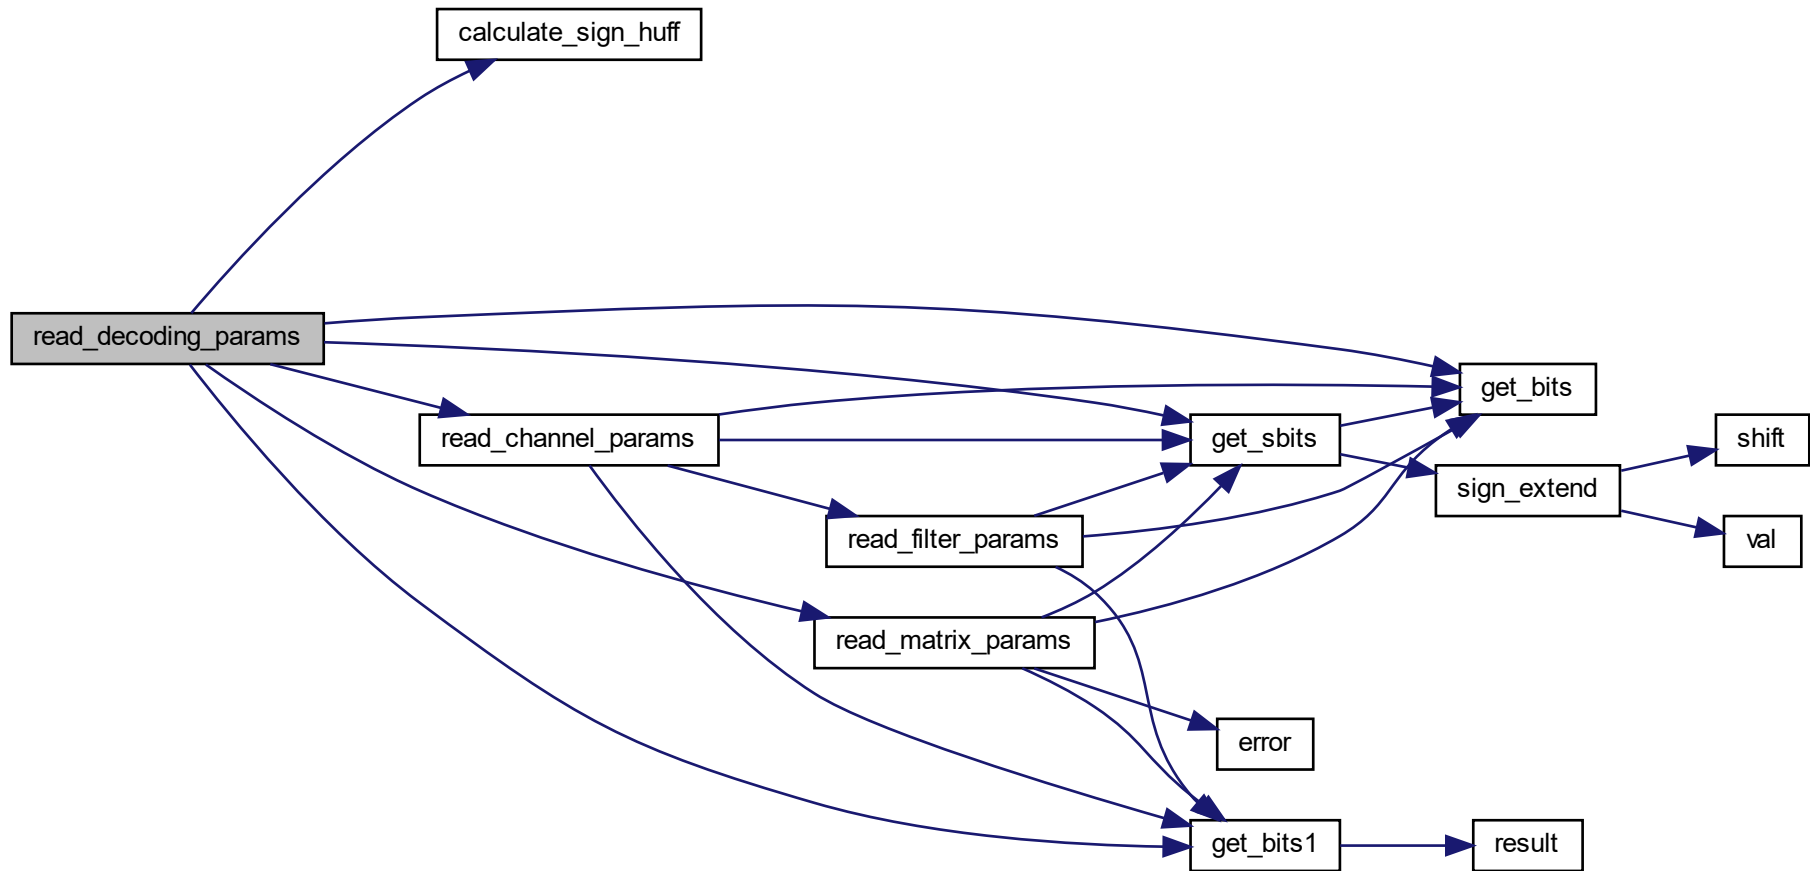 calculate_sign_huff
read_decoding_params
get_bits
read_channel_params
get_sbits
shift
sign_extend
read_filter_params
val
read_matrix_params
error
get_bits1
result